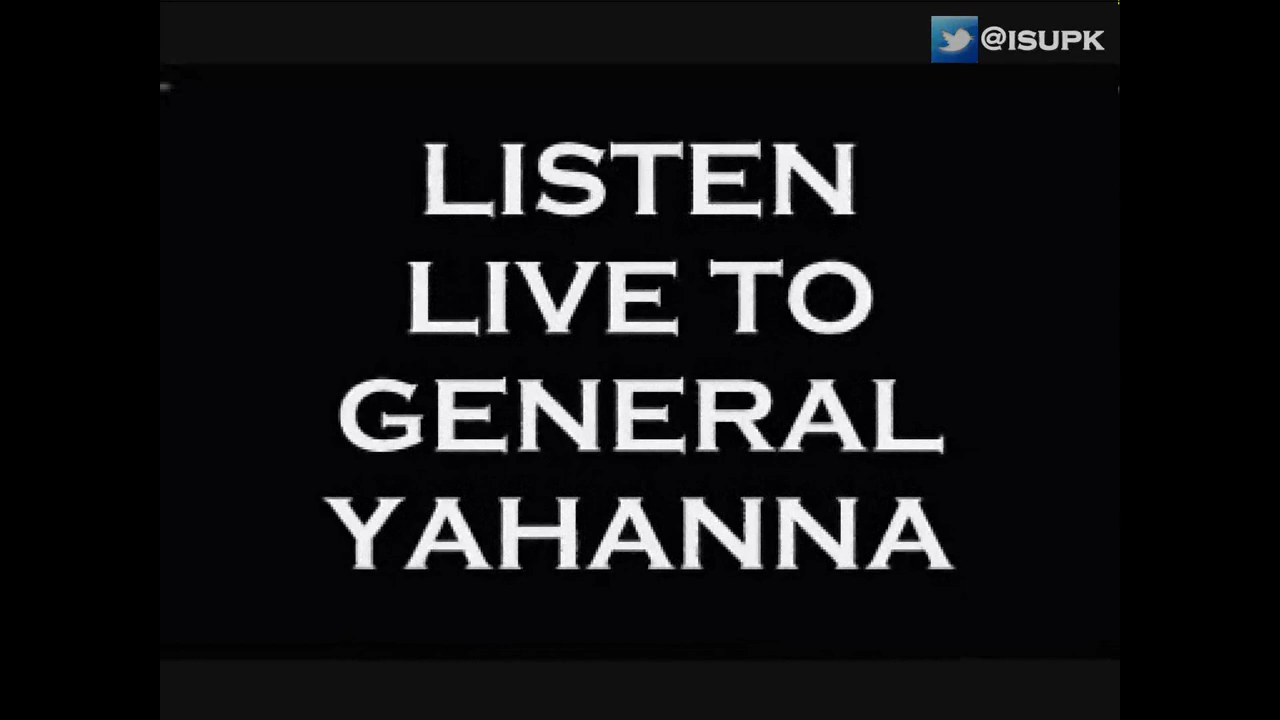 @ISUPK
LISTEN
LIVE TO
GENERAL
YAHANNA